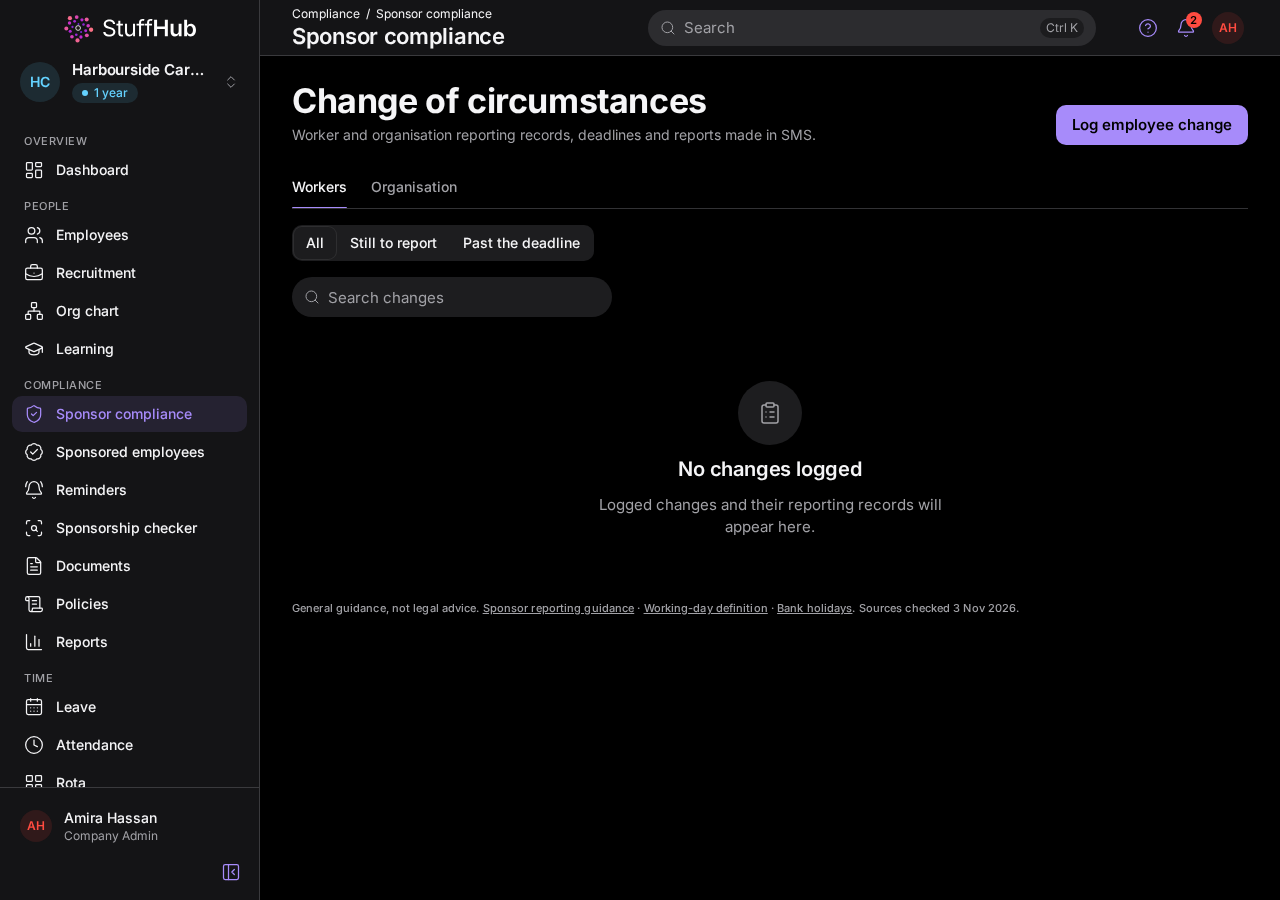 StuffHub
Harbourside Car...
HC
1 year
OVERVIEW
Dashboard
PEOPLE
Employees
Recruitment
Org chart
Learning
COMPLIANCE
Sponsor compliance
Sponsored employees
Reminders
Sponsorship checker
Documents
Policies
Reports
TIME
Leave
Attendance
Rota
AH
Amira Hassan
Company Admin
Compliance / Sponsor compliance
Sponsor compliance
Search
Ctrl K
2
AH
Change of circumstances
Worker and organisation reporting records, deadlines and reports made in SMS.
Log employee change
Workers Organisation
All Still to report Past the deadline
Search changes
No changes logged
Logged changes and their reporting records will
appear here.
General guidance, not legal advice. Sponsor reporting guidance · Working-day definition · Bank holidays. Sources checked 3 Nov 2026.